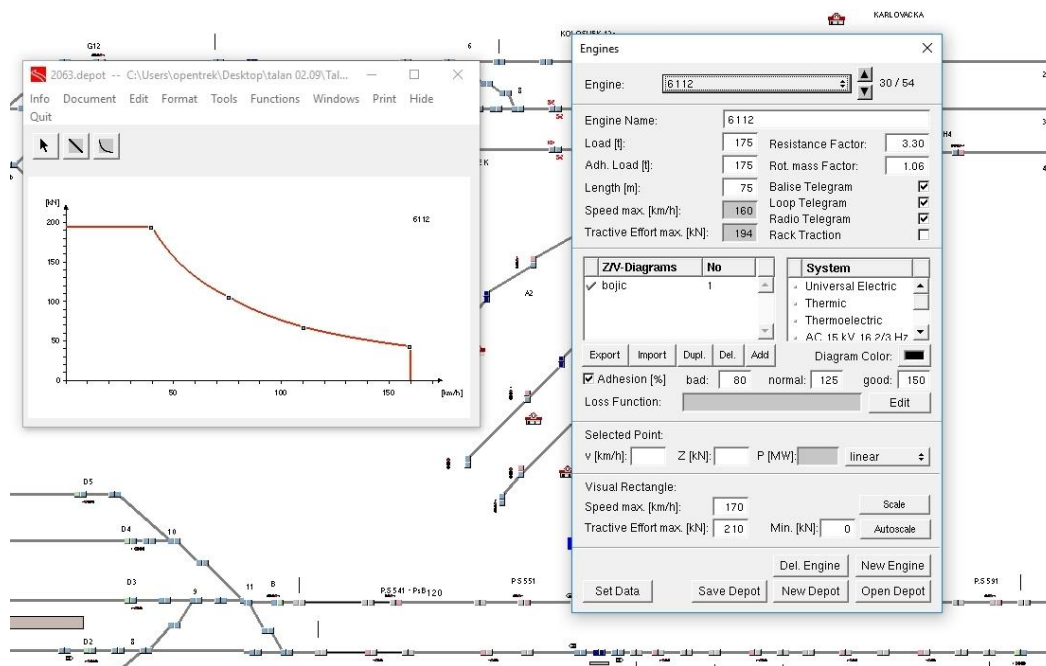 KARLOVACKA
G12
6
2063.depot -- C:\Users\opentrek\Desktop\talan 02.09\Tal...
Info Document Edit Format Tools Functions Windows Print Hide
Quit
[kN]
200
150
100
50
0
50
100
150
[km/h]
6112
8
H4
A2
Engines
Engine: 6112 30 / 54
Engine Name: 6112
Load [t]: 175 Resistance Factor: 3.30
Adh. Load [t]: 175 Rot. mass Factor: 1.06
Length [m]: 75 Balise Telegram
Loop Telegram
Speed max. [km/h]: 160 Radio Telegram
Tractive Effort max. [kN]: 194 Rack Traction
Z/V-Diagrams No System
bojic 1 Universal Electric
Thermic
Thermoelectric
AC 15 kV 16 2/3 Hz
Export Import Dupl. Del. Add Diagram Color:
Adhesion [%] bad: 80 normal: 125 good: 150
Loss Function: Edit
Selected Point:
v [km/h]: Z [kN]: P [MW]: linear
Visual Rectangle:
Speed max. [km/h]: 170 Scale
Tractive Effort max. [kN]: 210 Min. [kN]: 0 Autoscale
Del. Engine New Engine
Set Data Save Depot New Depot Open Depot
D5
D4
10
D3
9
11
B
P.S541 - PsB120
P.S 551
P.S 591
D2
8